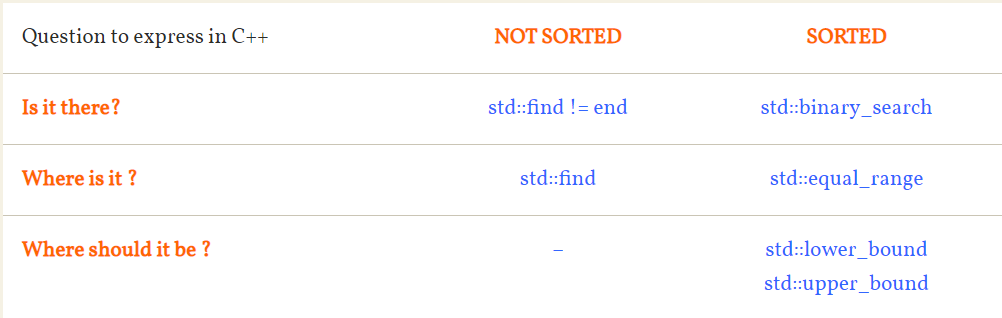 Question to express in C++ NOT SORTED SORTED
Is it there? std::find != end std::binary_search
Where is it ? std::find std::equal_range
Where should it be ? – std::lower_bound
std::upper_bound